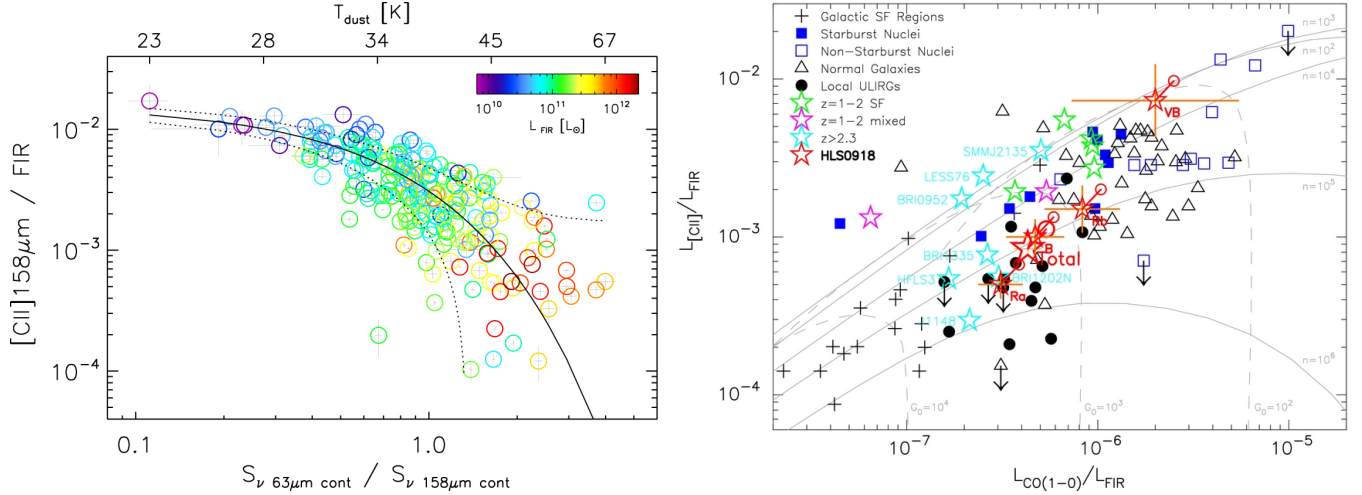 T_dust [K]
23 28 34 45 67
10^10 10^11 10^12
L_FIR [L_⊙]
10^-2
10^-3
10^-4
[CII]158μm / FIR
0.1 1.0
S_ν 63μm cont / S_ν 158μm cont
Galactic SF Regions
Starburst Nuclei
Non-Starburst Nuclei
Normal Galaxies
Local ULIRGs
z=1-2 SF
z=1-2 mixed
z>2.3
HLS0918
n=10^3
n=10^2
n=10^4
n=10^5
n=10^6
VB
SMMJ2135
LESS76
BRI0952
Rb
B
Total
HFLS3
BRI1202N
Ra
J1148
G_0=10^4
G_0=10^3
G_0=10^2
10^-2
10^-3
10^-4
L_[CII]/L_FIR
10^-7 10^-6 10^-5
L_CO(1-0)/L_FIR